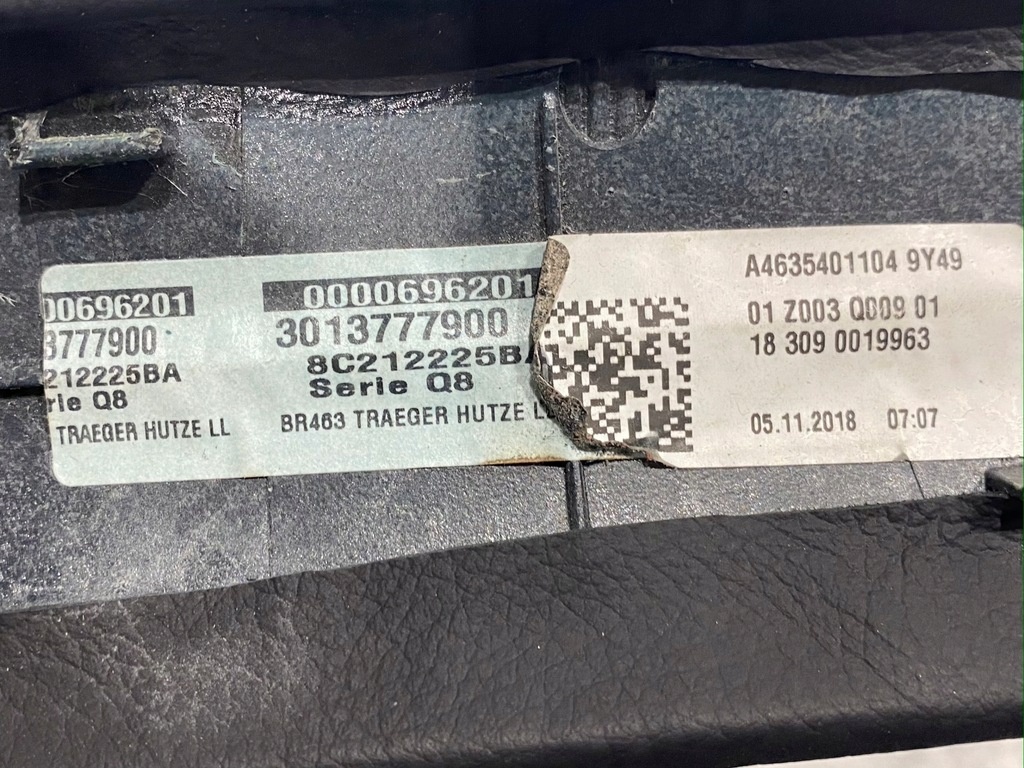 00696201
3777900
212225BA
rie Q8
TRAEGER HUTZE LL
0000696201
3013777900
8C212225BA
Serie Q8
BR463 TRAEGER HUTZE LL
A4635401104 9Y49
01 Z003 Q009 01
18 309 0019963
05.11.2018 07:07